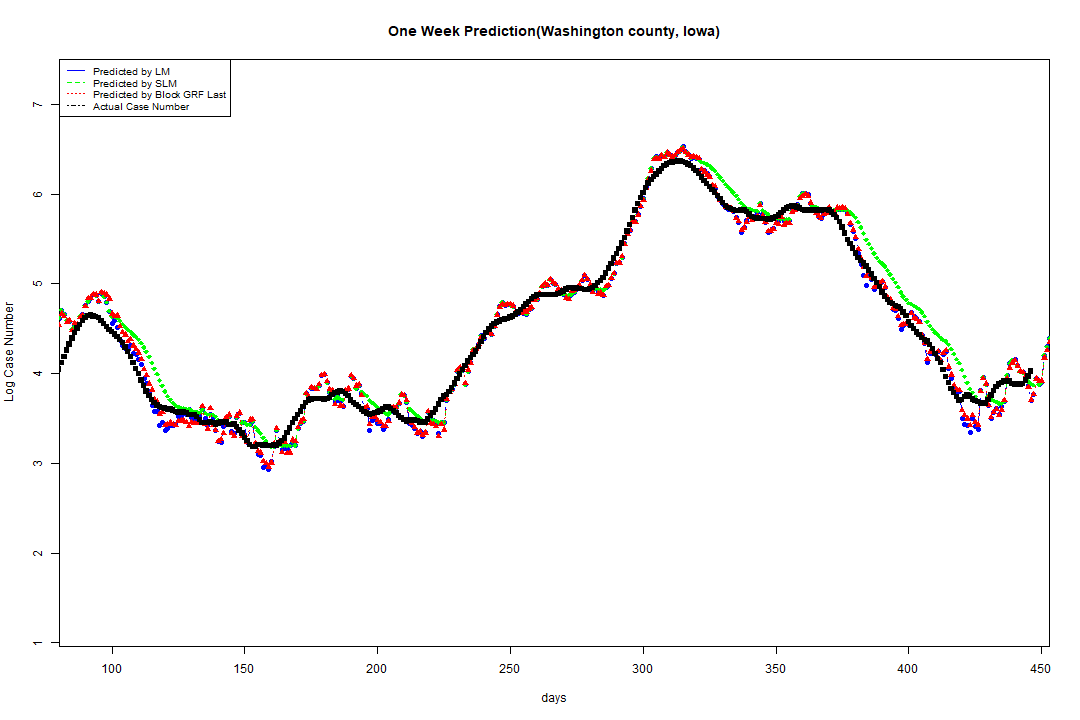 One Week Prediction(Washington county, Iowa)
Predicted by LM
Predicted by SLM
Predicted by Block GRF Last
Actual Case Number
7
6
5
4
3
2
1
Log Case Number
100 150 200 250 300 350 400 450
days